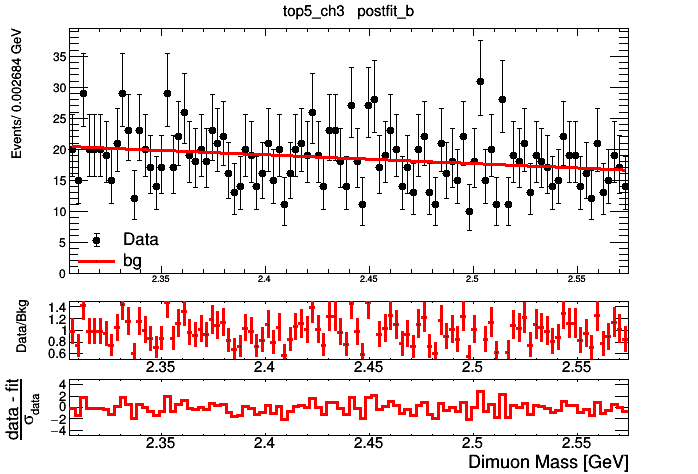 top5_ch3 postfit_b
Events/ 0.002684 GeV
35
30
25
20
15
10
5
0
Data
bg
2.35 2.4 2.45 2.5 2.55
Data/Bkg
1.4
1.2
1.0
0.8
0.6
2.35 2.4 2.45 2.5 2.55
data - fit
σdata
4
2
0
−2
−4
2.35 2.4 2.45 2.5 2.55
Dimuon Mass [GeV]